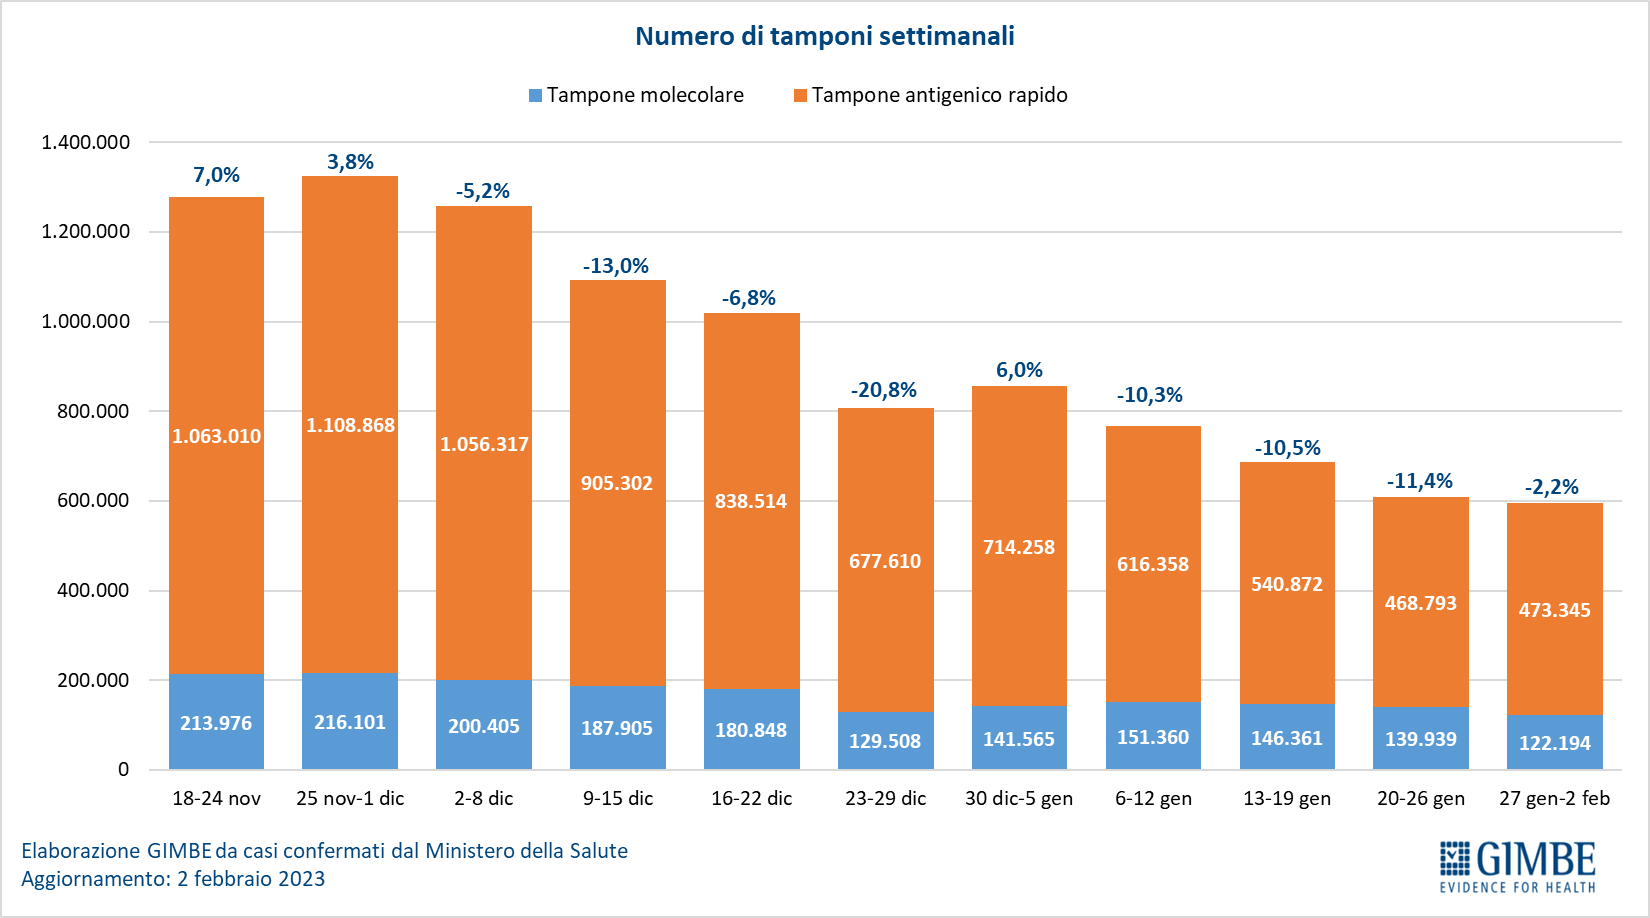 Numero di tamponi settimanali
Tampone molecolare Tampone antigenico rapido
1.400.000
1.200.000
1.000.000
800.000
600.000
400.000
200.000
0
7,0% 3,8% -5,2% -13,0% -6,8% -20,8% 6,0% -10,3% -10,5% -11,4% -2,2%
1.063.010 1.108.868 1.056.317 905.302 838.514 677.610 714.258 616.358 540.872 468.793 473.345
213.976 216.101 200.405 187.905 180.848 129.508 141.565 151.360 146.361 139.939 122.194
18-24 nov 25 nov-1 dic 2-8 dic 9-15 dic 16-22 dic 23-29 dic 30 dic-5 gen 6-12 gen 13-19 gen 20-26 gen 27 gen-2 feb
Elaborazione GIMBE da casi confermati dal Ministero della Salute
Aggiornamento: 2 febbraio 2023
GIMBE
EVIDENCE FOR HEALTH